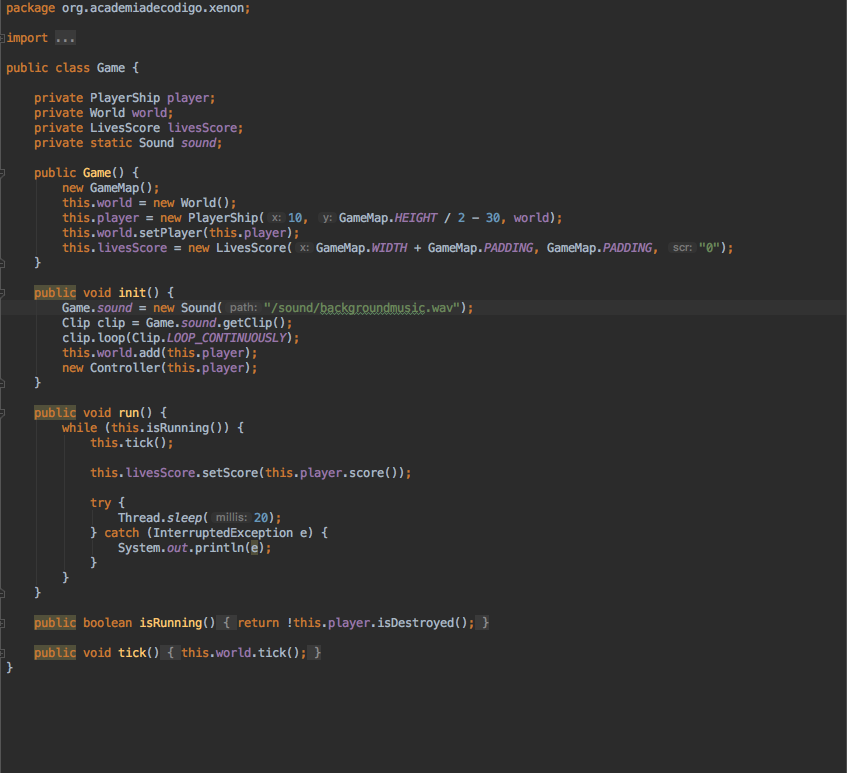 package org.academiadecodigo.xenon;
import ...
public class Game {
private PlayerShip player;
private World world;
private LivesScore livesScore;
private static Sound sound;
public Game() {
new GameMap();
this.world = new World();
this.player = new PlayerShip( x: 10, y: GameMap.HEIGHT / 2 - 30, world);
this.world.setPlayer(this.player);
this.livesScore = new LivesScore( x: GameMap.WIDTH + GameMap.PADDING, GameMap.PADDING, scr: "0");
}
public void init() {
Game.sound = new Sound( path: "/sound/backgroundmusic.wav");
Clip clip = Game.sound.getClip();
clip.loop(Clip.LOOP_CONTINUOUSLY);
this.world.add(this.player);
new Controller(this.player);
}
public void run() {
while (this.isRunning()) {
this.tick();
this.livesScore.setScore(this.player.score());
try {
Thread.sleep( millis: 20);
} catch (InterruptedException e) {
System.out.println(e);
}
}
}
public boolean isRunning() { return !this.player.isDestroyed(); }
public void tick() { this.world.tick(); }
}